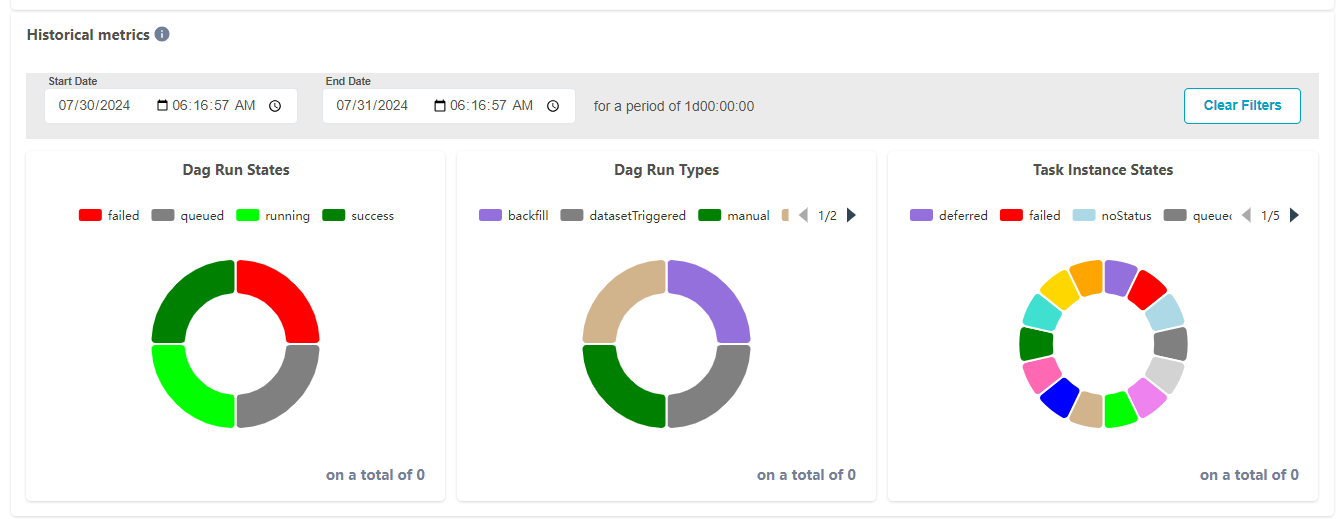 Historical metrics
Start Date
End Date
07/30/2024 06:16:57 AM
07/31/2024 06:16:57 AM
for a period of 1d00:00:00
Clear Filters
Dag Run States
failed queued running success
on a total of 0
Dag Run Types
backfill datasetTriggered manual 1/2
on a total of 0
Task Instance States
deferred failed noStatus queued 1/5
on a total of 0